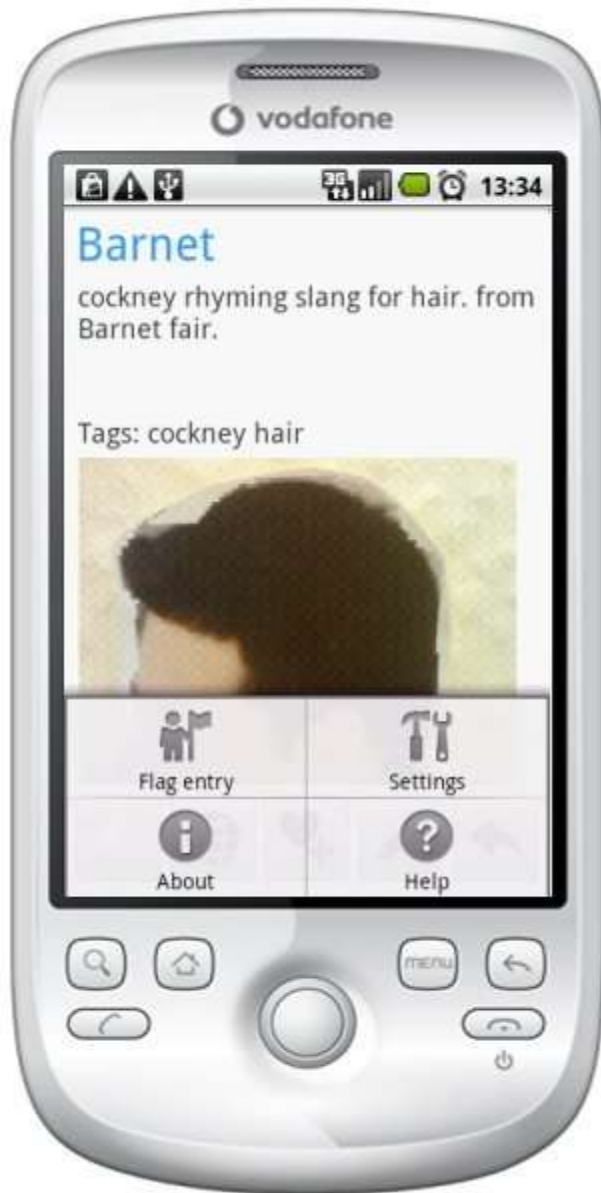 vodafone
3G 13:34
Barnet
cockney rhyming slang for hair. from
Barnet fair.
Tags: cockney hair
Flag entry Settings
About Help
MENU